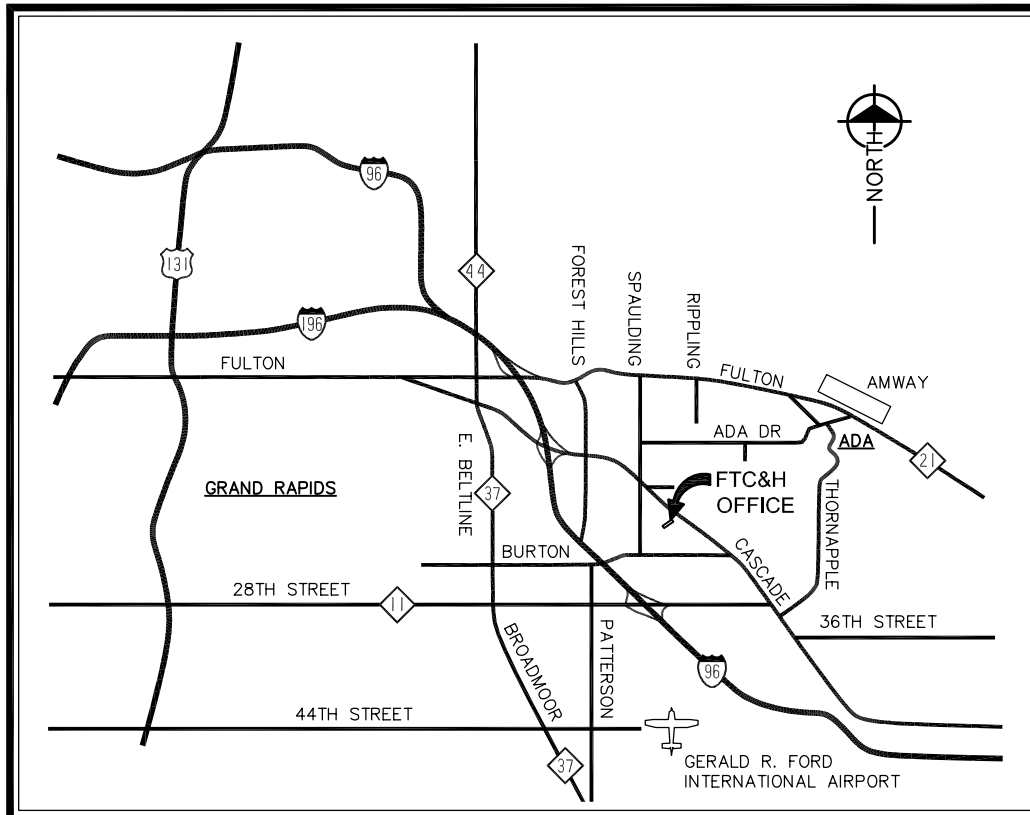 NORTH
96
131
44
196
FOREST HILLS
SPAULDING
RIPPLING
FULTON
FULTON
AMWAY
ADA DR
ADA
21
E. BELTLINE
37
GRAND RAPIDS
FTC&H
OFFICE
THORNAPPLE
BURTON
CASCADE
28TH STREET
11
36TH STREET
BROADMOOR
PATTERSON
96
44TH STREET
37
GERALD R. FORD
INTERNATIONAL AIRPORT